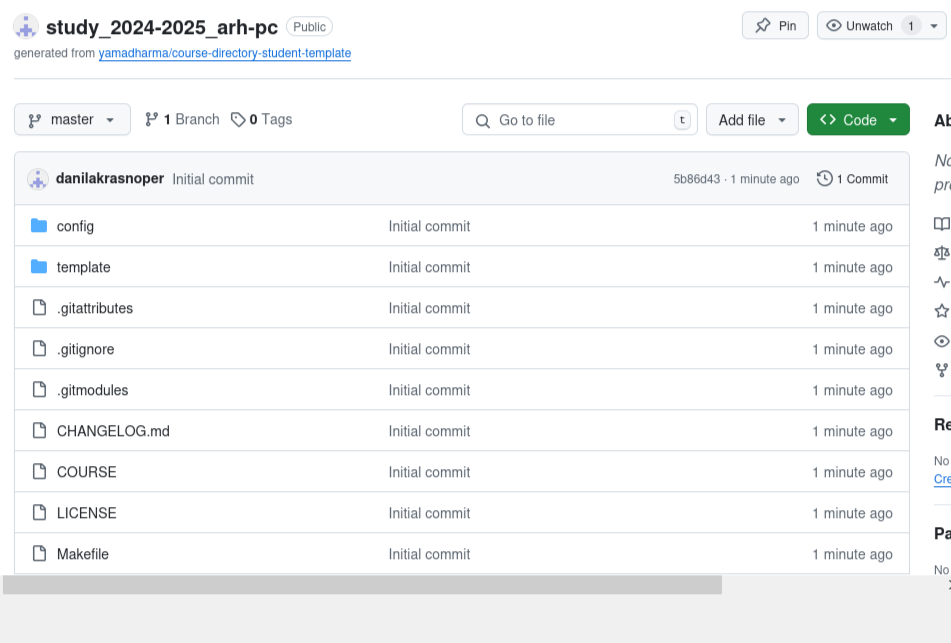 study_2024-2025_arh-pc Public Pin Unwatch 1
generated from yamadharma/course-directory-student-template
master 1 Branch 0 Tags Go to file t Add file Code
danilakrasnoper Initial commit 5b86d43 · 1 minute ago 1 Commit
config Initial commit 1 minute ago
template Initial commit 1 minute ago
.gitattributes Initial commit 1 minute ago
.gitignore Initial commit 1 minute ago
.gitmodules Initial commit 1 minute ago
CHANGELOG.md Initial commit 1 minute ago
COURSE Initial commit 1 minute ago
LICENSE Initial commit 1 minute ago
Makefile Initial commit 1 minute ago
Ab
No
pro
Re
No
Cre
Pa
No